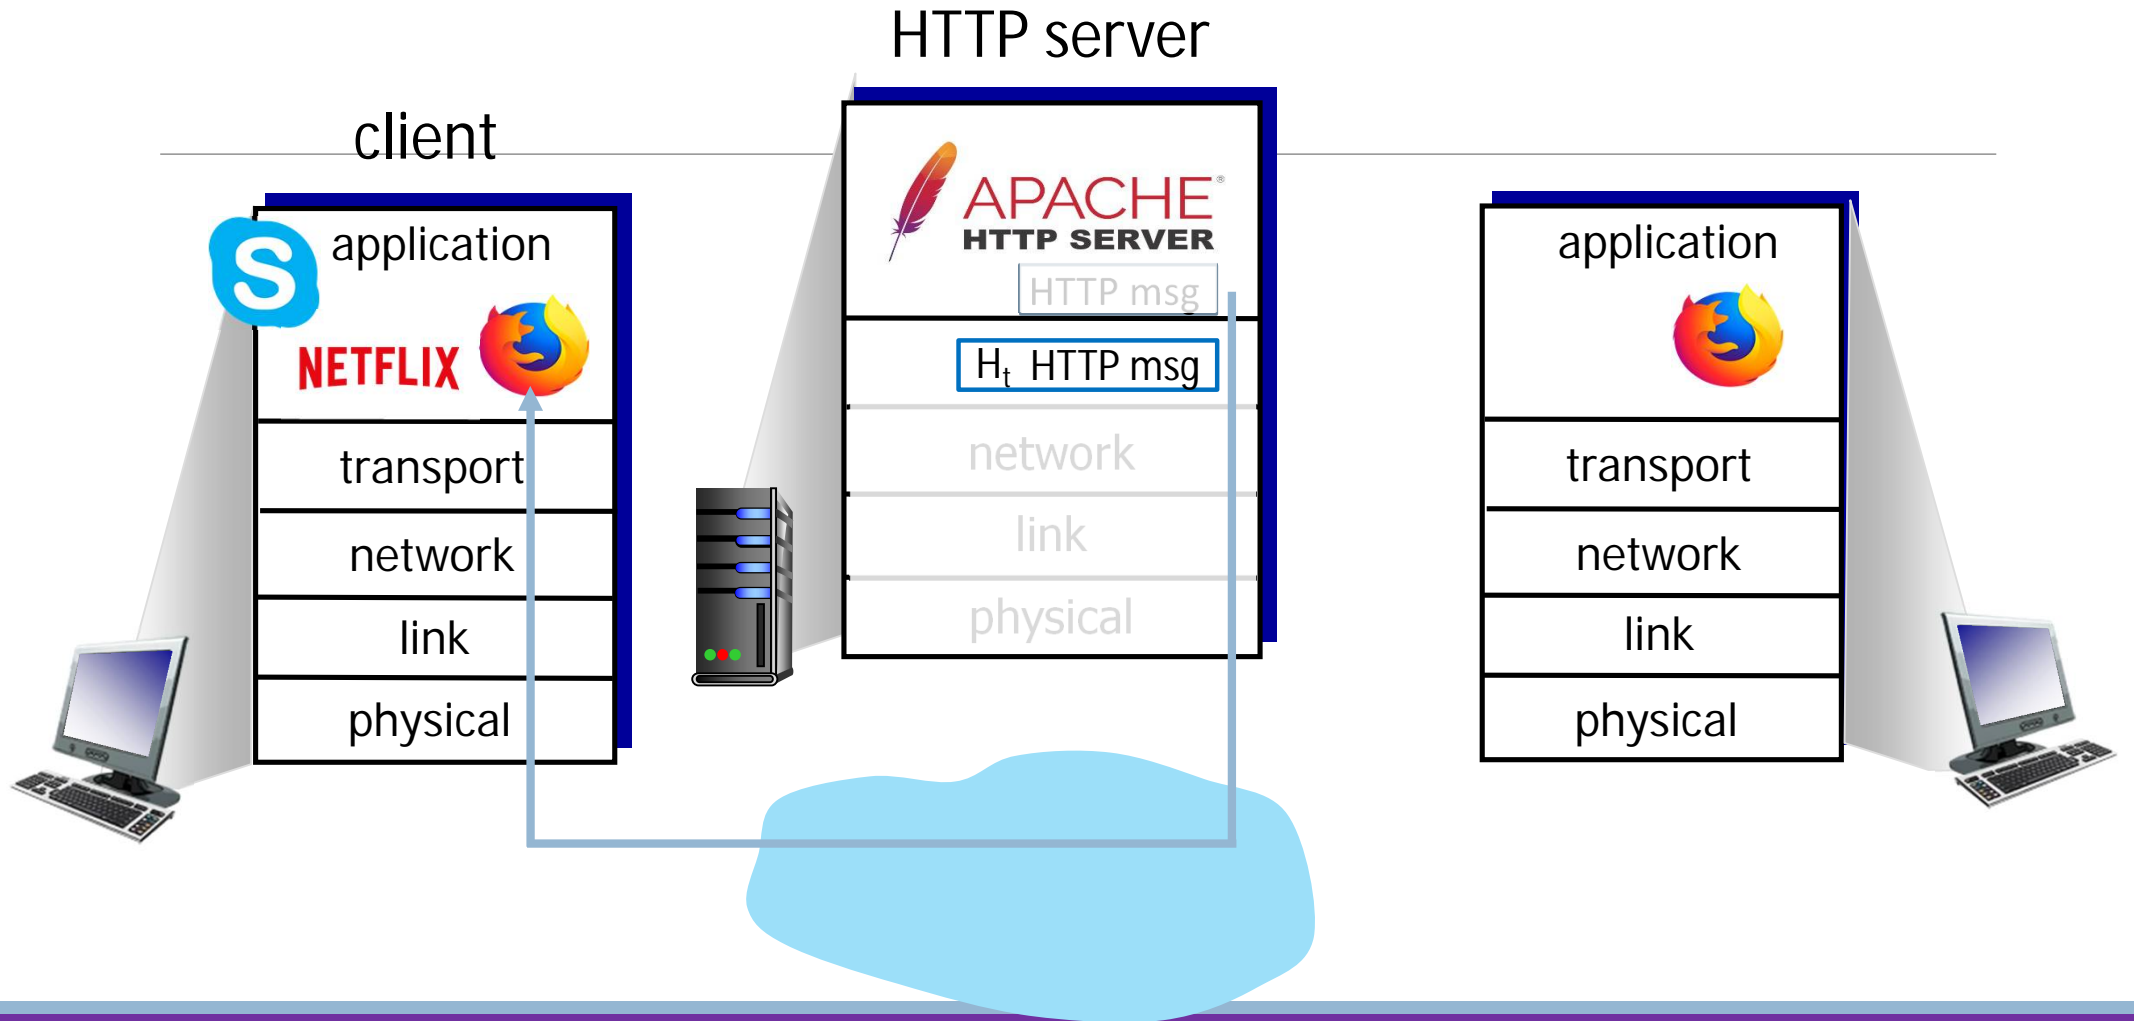 HTTP server
client
application
S
NETFLIX
transport
network
link
physical
APACHE®
HTTP SERVER
HTTP msg
Hₜ HTTP msg
network
link
physical
application
transport
network
link
physical